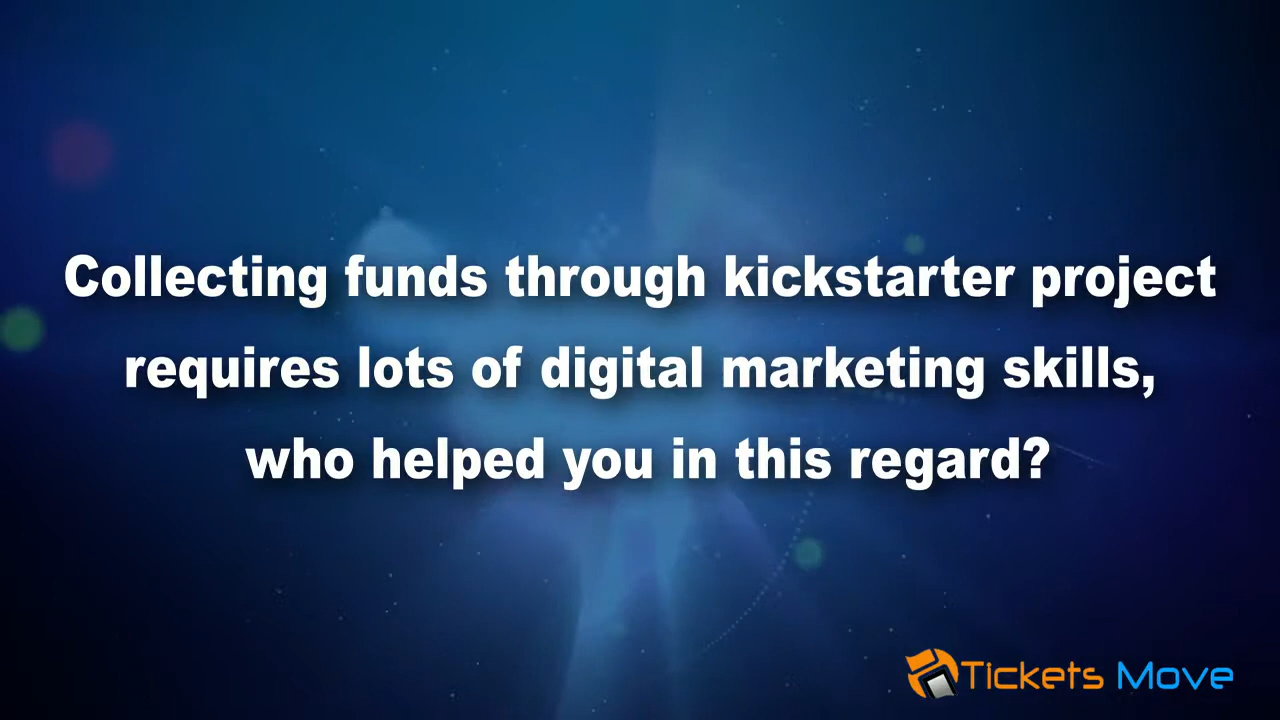 Collecting funds through kickstarter project
requires lots of digital marketing skills,
who helped you in this regard?
Tickets Move